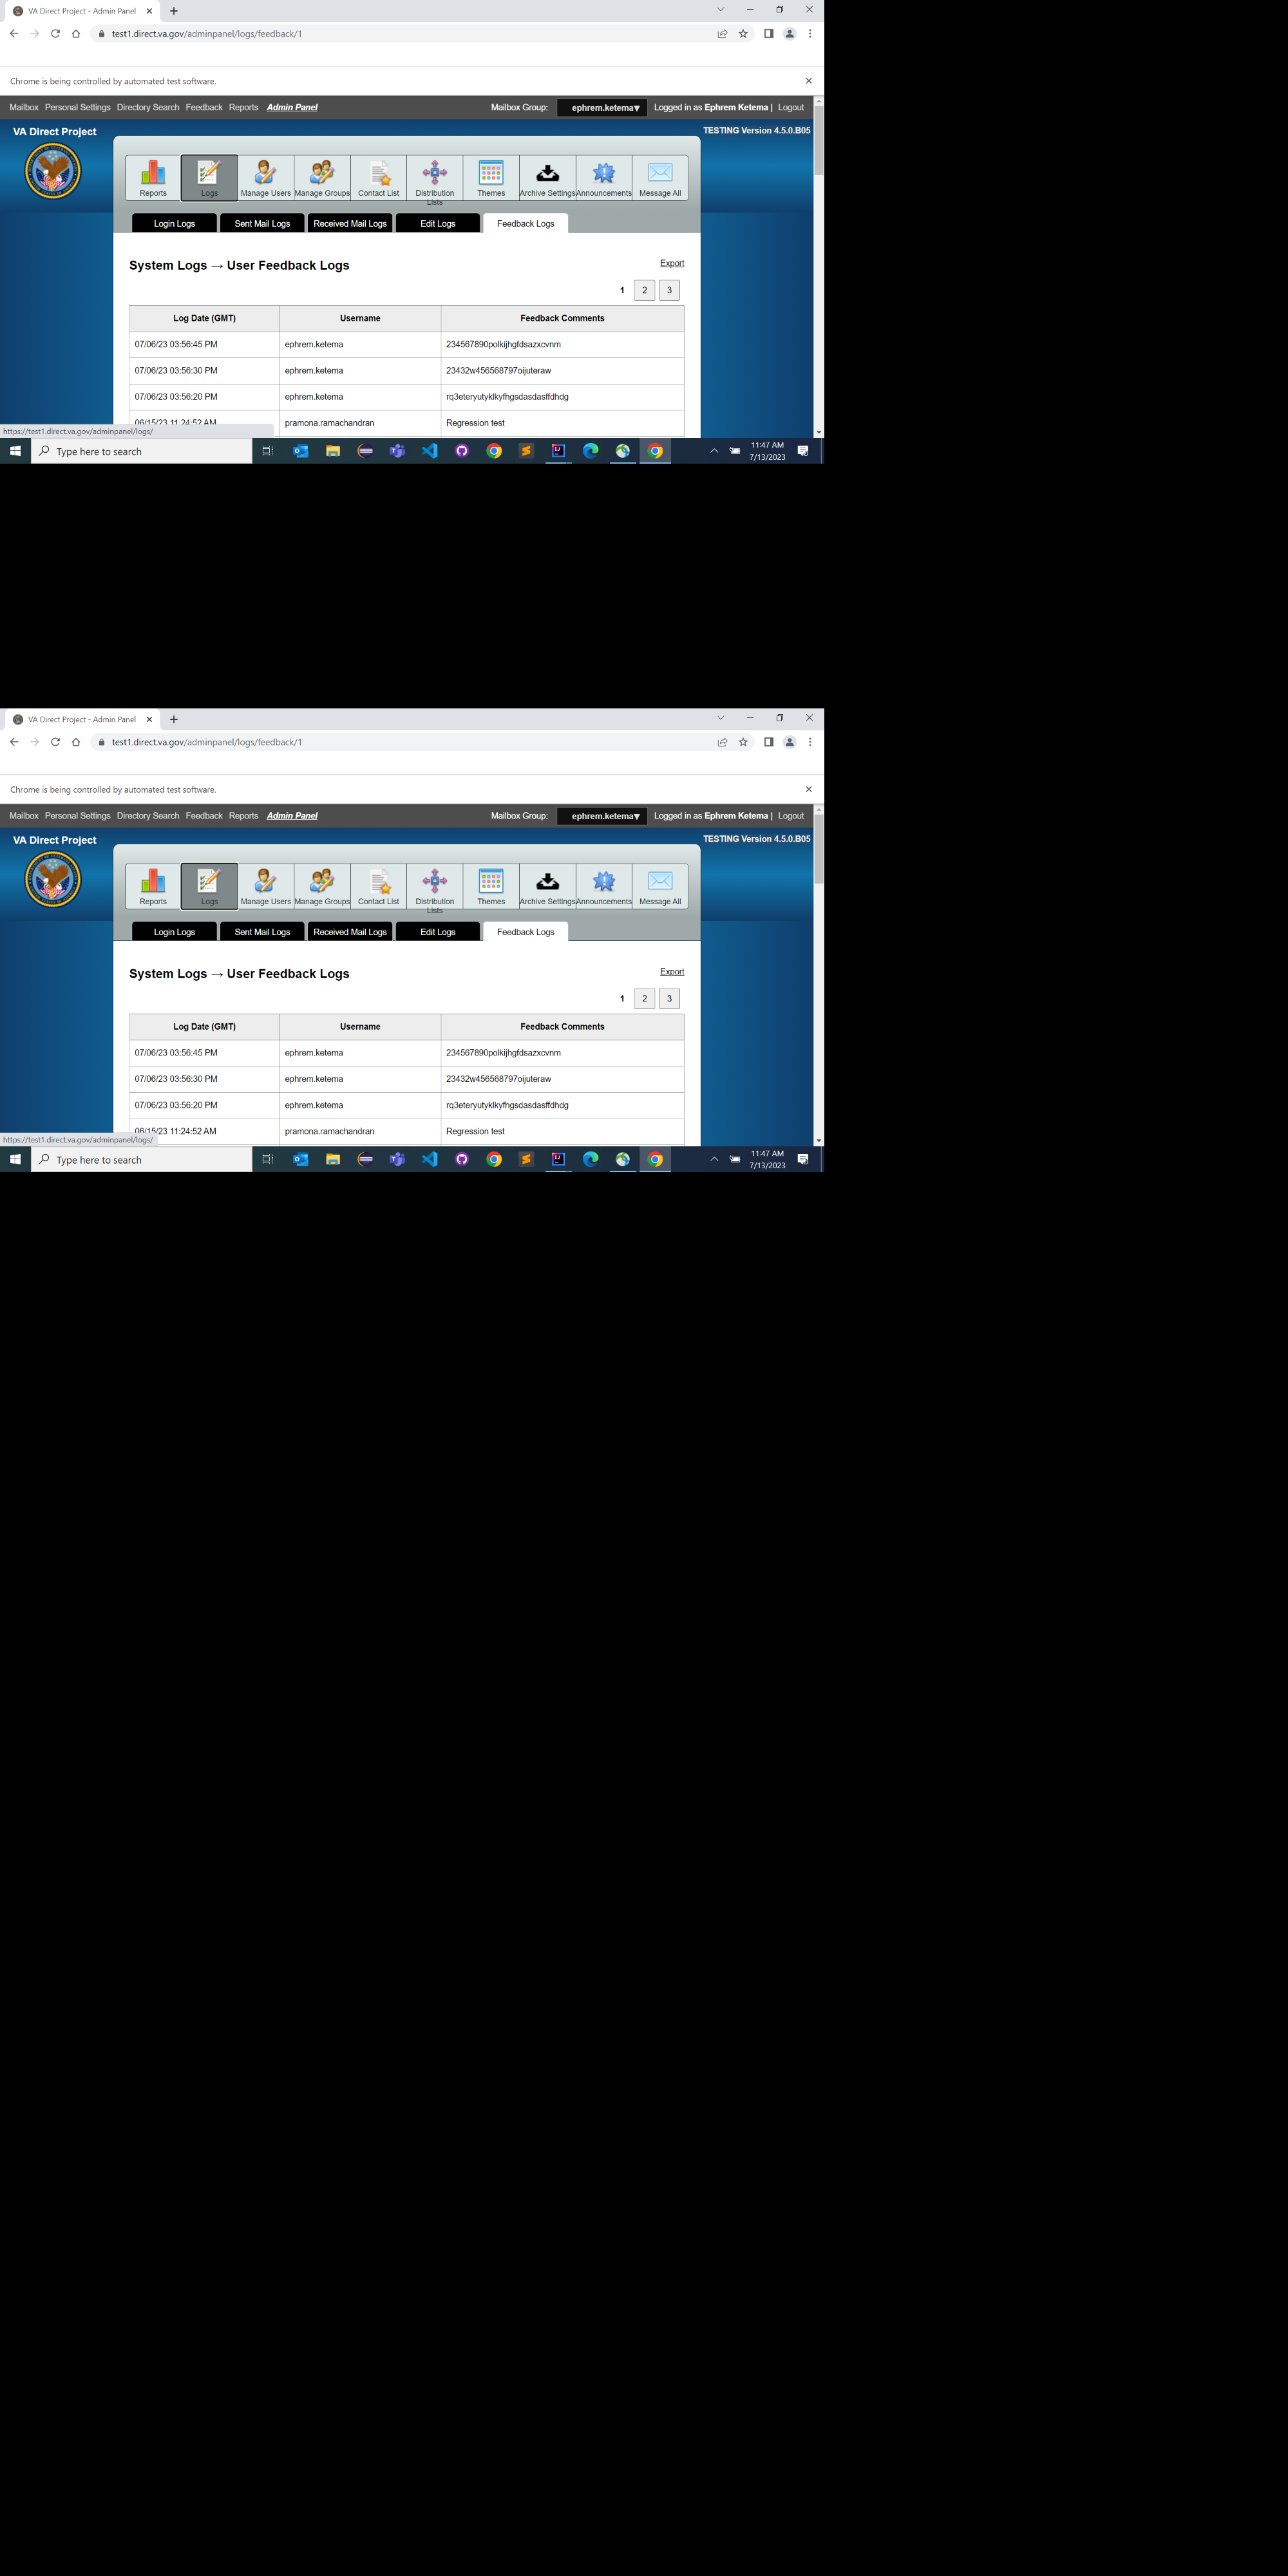 VA Direct Project - Admin Panel
test1.direct.va.gov/adminpanel/logs/feedback/1
Chrome is being controlled by automated test software.
Mailbox Personal Settings Directory Search Feedback Reports Admin Panel Mailbox Group: ephrem.ketema▾ Logged in as Ephrem Ketema | Logout
VA Direct Project TESTING Version 4.5.0.B05
Reports Logs Manage Users Manage Groups Contact List Distribution Lists Themes Archive Settings Announcements Message All
Login Logs Sent Mail Logs Received Mail Logs Edit Logs Feedback Logs
System Logs → User Feedback Logs Export
1 2 3
Log Date (GMT) Username Feedback Comments
07/06/23 03:56:45 PM ephrem.ketema 234567890polkijhgfdsazxcvnm
07/06/23 03:56:30 PM ephrem.ketema 23432w456568797oijuteraw
07/06/23 03:56:20 PM ephrem.ketema rq3eteryutyklkyfhgsdasdasffdhdg
06/15/23 11:24:52 AM pramona.ramachandran Regression test
https://test1.direct.va.gov/adminpanel/logs/
Type here to search 11:47 AM
7/13/2023
VA Direct Project - Admin Panel
test1.direct.va.gov/adminpanel/logs/feedback/1
Chrome is being controlled by automated test software.
Mailbox Personal Settings Directory Search Feedback Reports Admin Panel Mailbox Group: ephrem.ketema▾ Logged in as Ephrem Ketema | Logout
VA Direct Project TESTING Version 4.5.0.B05
Reports Logs Manage Users Manage Groups Contact List Distribution Lists Themes Archive Settings Announcements Message All
Login Logs Sent Mail Logs Received Mail Logs Edit Logs Feedback Logs
System Logs → User Feedback Logs Export
1 2 3
Log Date (GMT) Username Feedback Comments
07/06/23 03:56:45 PM ephrem.ketema 234567890polkijhgfdsazxcvnm
07/06/23 03:56:30 PM ephrem.ketema 23432w456568797oijuteraw
07/06/23 03:56:20 PM ephrem.ketema rq3eteryutyklkyfhgsdasdasffdhdg
06/15/23 11:24:52 AM pramona.ramachandran Regression test
https://test1.direct.va.gov/adminpanel/logs/
Type here to search 11:47 AM
7/13/2023